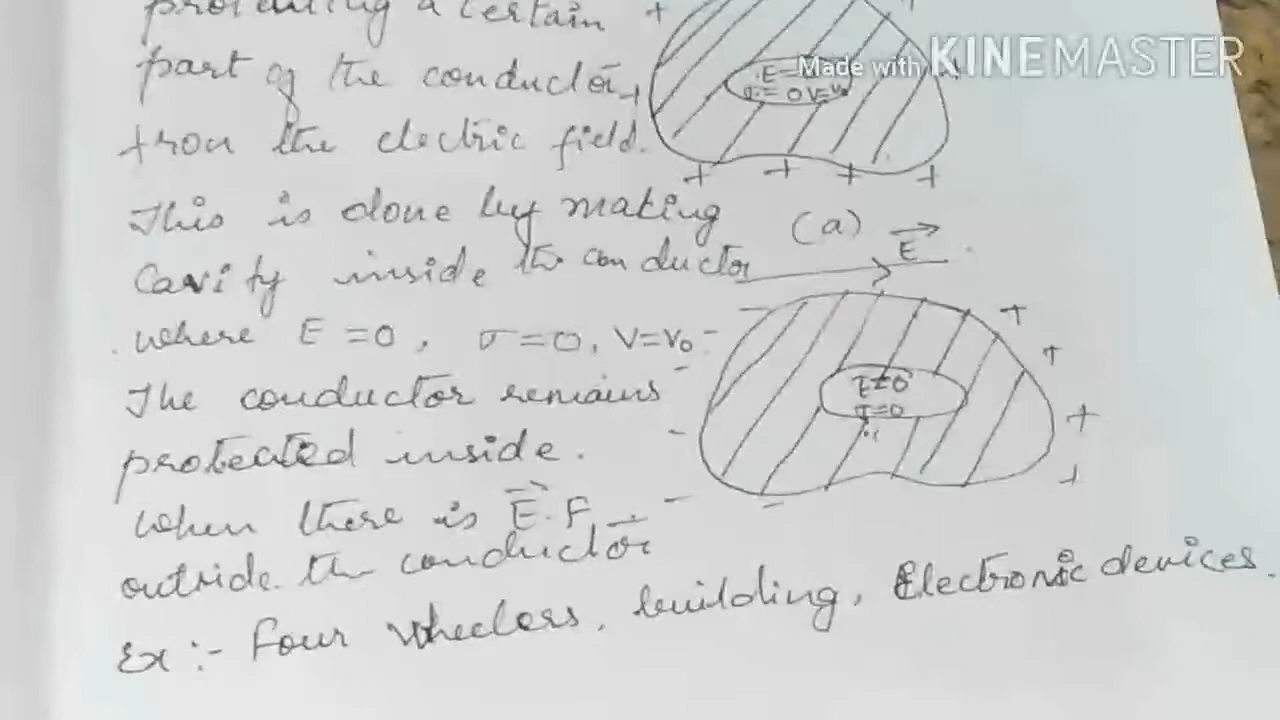 a certain
part of the conductor
from the electric field.
This is done by making
Cavity inside the conductor
where E = 0, σ = 0, V = V₀
The conductor remains
protected inside.
When there is E⃗.F.
outside the conductor
Ex :- Four wheelers, building, Electronic devices.
+
E =
σ = 0 V = V₀
+ + + +
(a)
E⃗
- - - - - -
+ + + +
σ = 0
Made with KINEMASTER